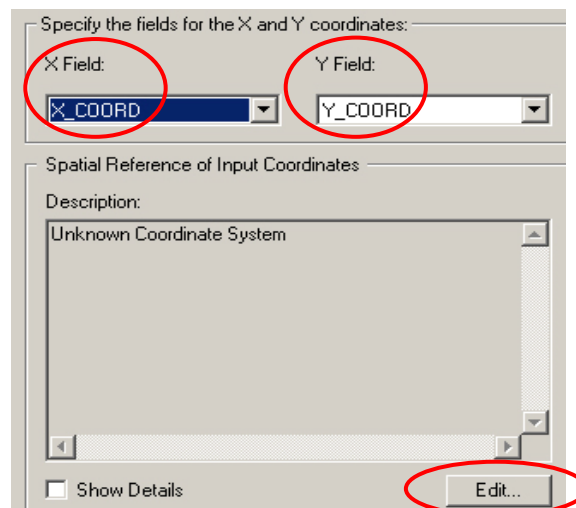 Specify the fields for the X and Y coordinates:
X Field: Y Field:
X_COORD Y_COORD
Spatial Reference of Input Coordinates
Description:
Unknown Coordinate System
Show Details Edit...